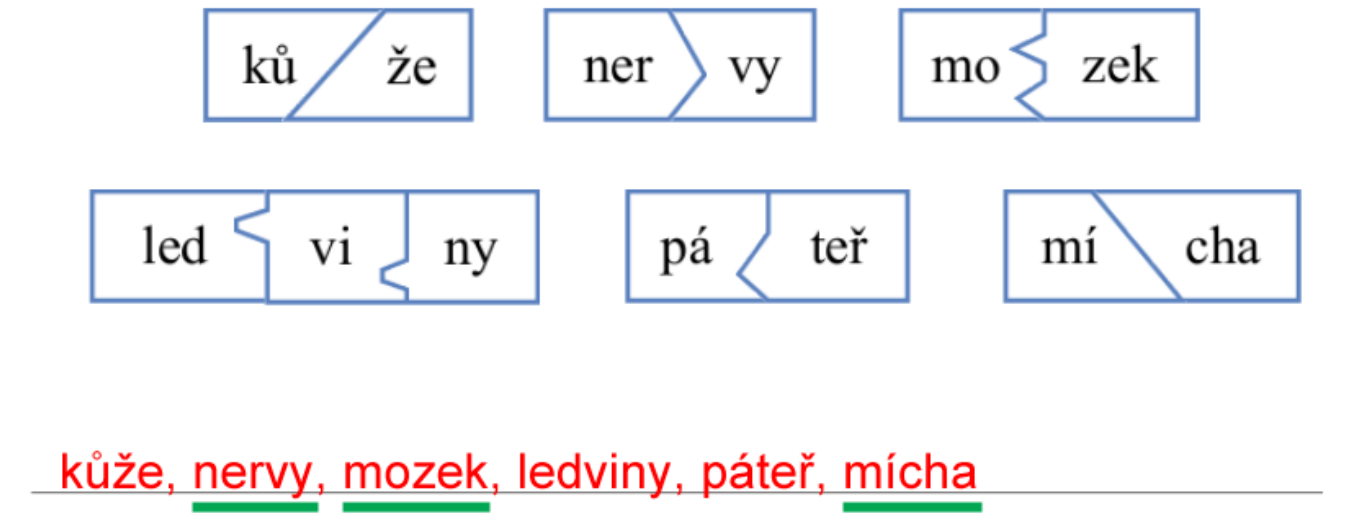 ků že ner vy mo zek
led vi ny pá teř mí cha
kůže, nervy, mozek, ledviny, páteř, mícha